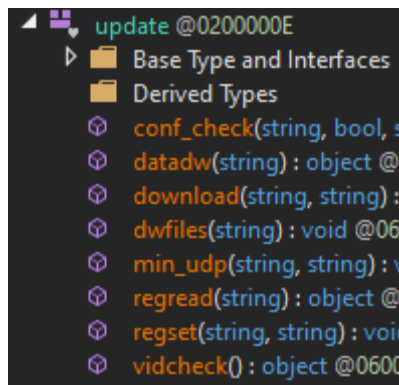 update @0200000E
Base Type and Interfaces
Derived Types
conf_check(string, bool,
datadw(string) : object @
download(string, string) :
dwfiles(string) : void @06
min_udp(string, string) :
regread(string) : object @
regset(string, string) : void
vidcheck() : object @0600